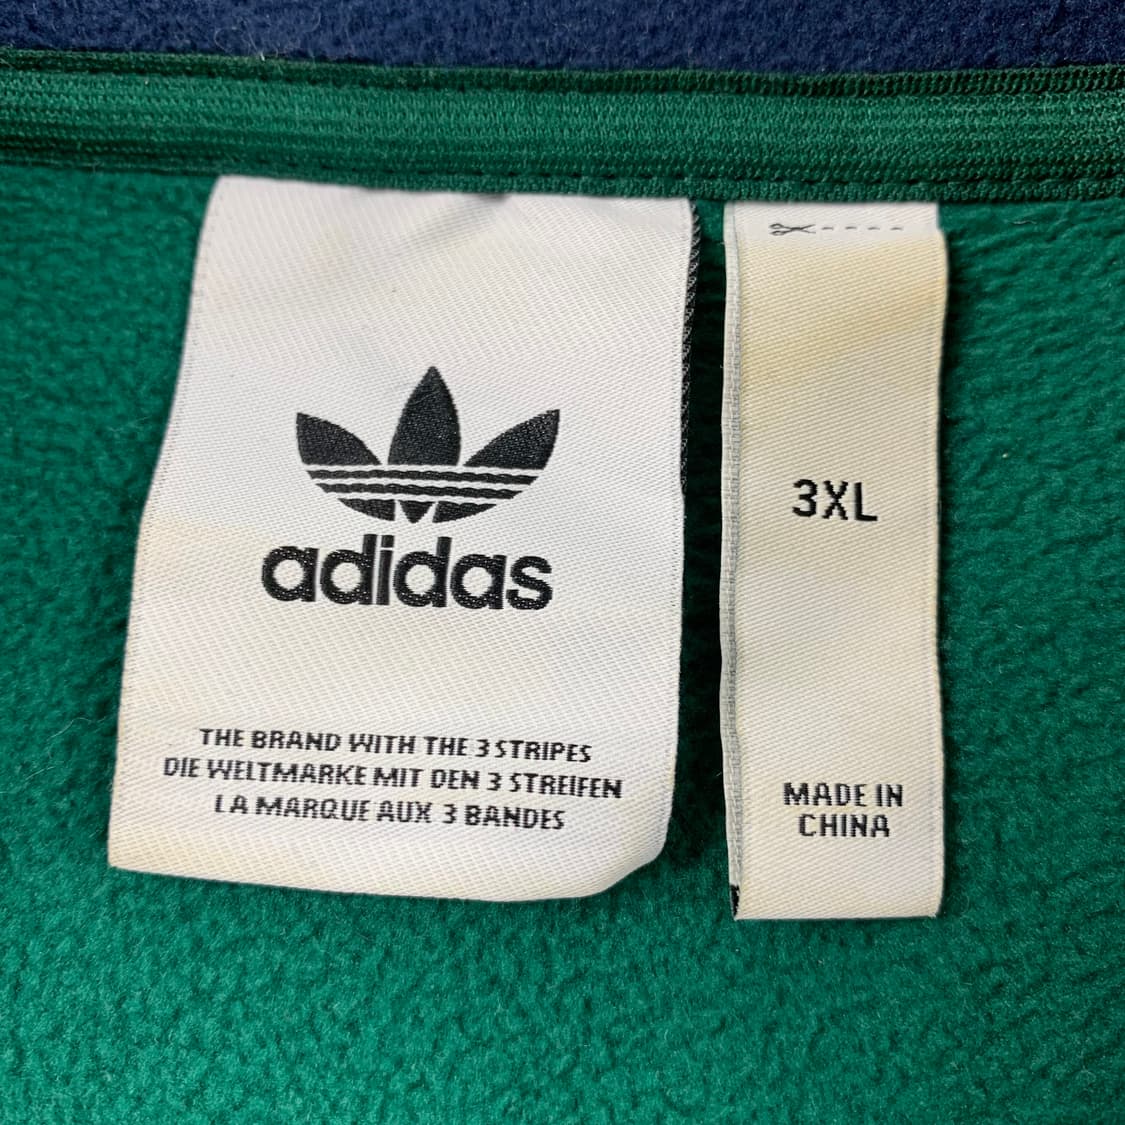 adidas
THE BRAND WITH THE 3 STRIPES
DIE WELTMARKE MIT DEN 3 STREIFEN
LA MARQUE AUX 3 BANDES
3XL
MADE IN
CHINA